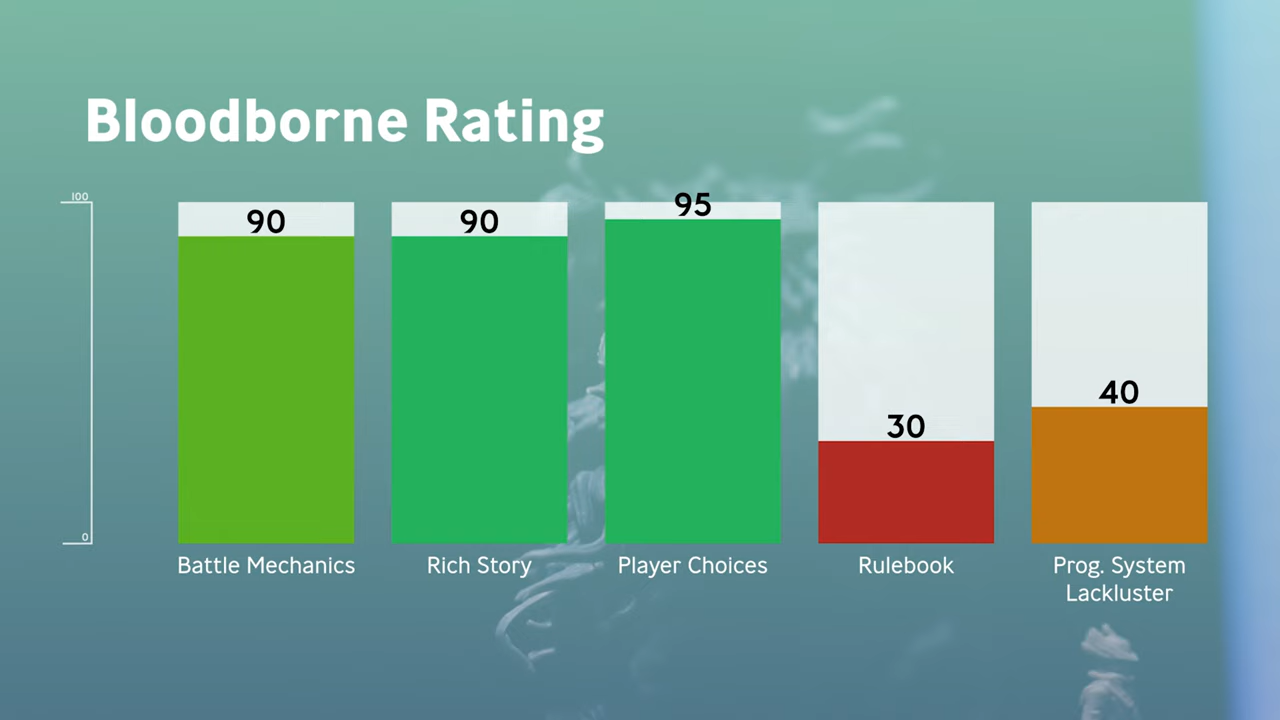 Bloodborne Rating
100
90
90
95
30
40
0
Battle Mechanics
Rich Story
Player Choices
Rulebook
Prog. System
Lackluster